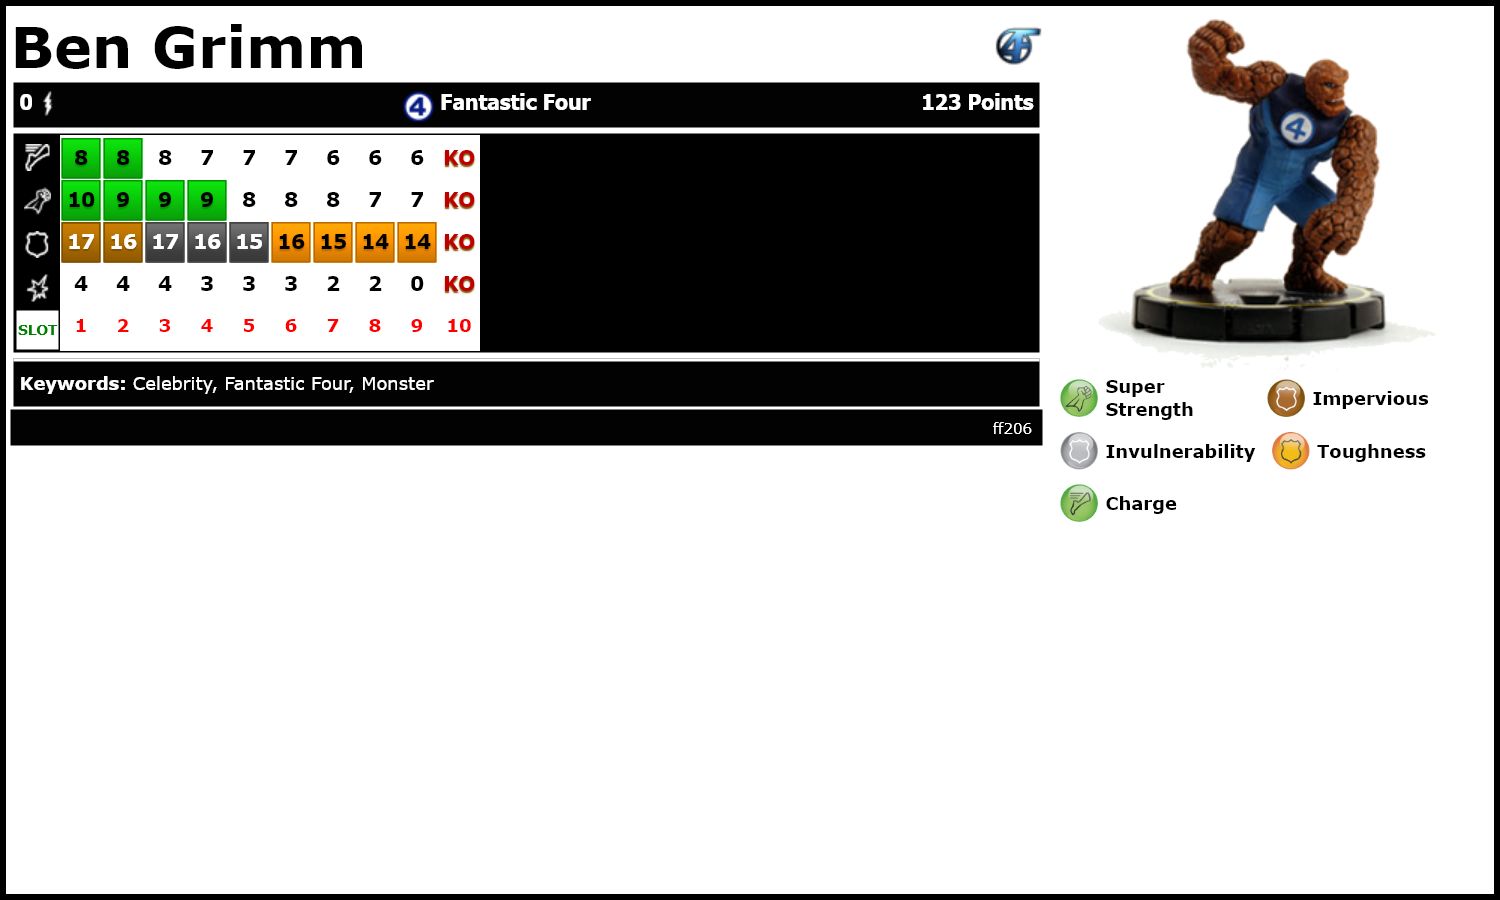 Ben Grimm
0 4 Fantastic Four 123 Points
8 8 8 7 7 7 6 6 6 KO
10 9 9 9 8 8 8 7 7 KO
17 16 17 16 15 16 15 14 14 KO
4 4 4 3 3 3 2 2 0 KO
SLOT 1 2 3 4 5 6 7 8 9 10
Keywords: Celebrity, Fantastic Four, Monster
ff206
4
Super
Strength
Impervious
Invulnerability
Toughness
Charge